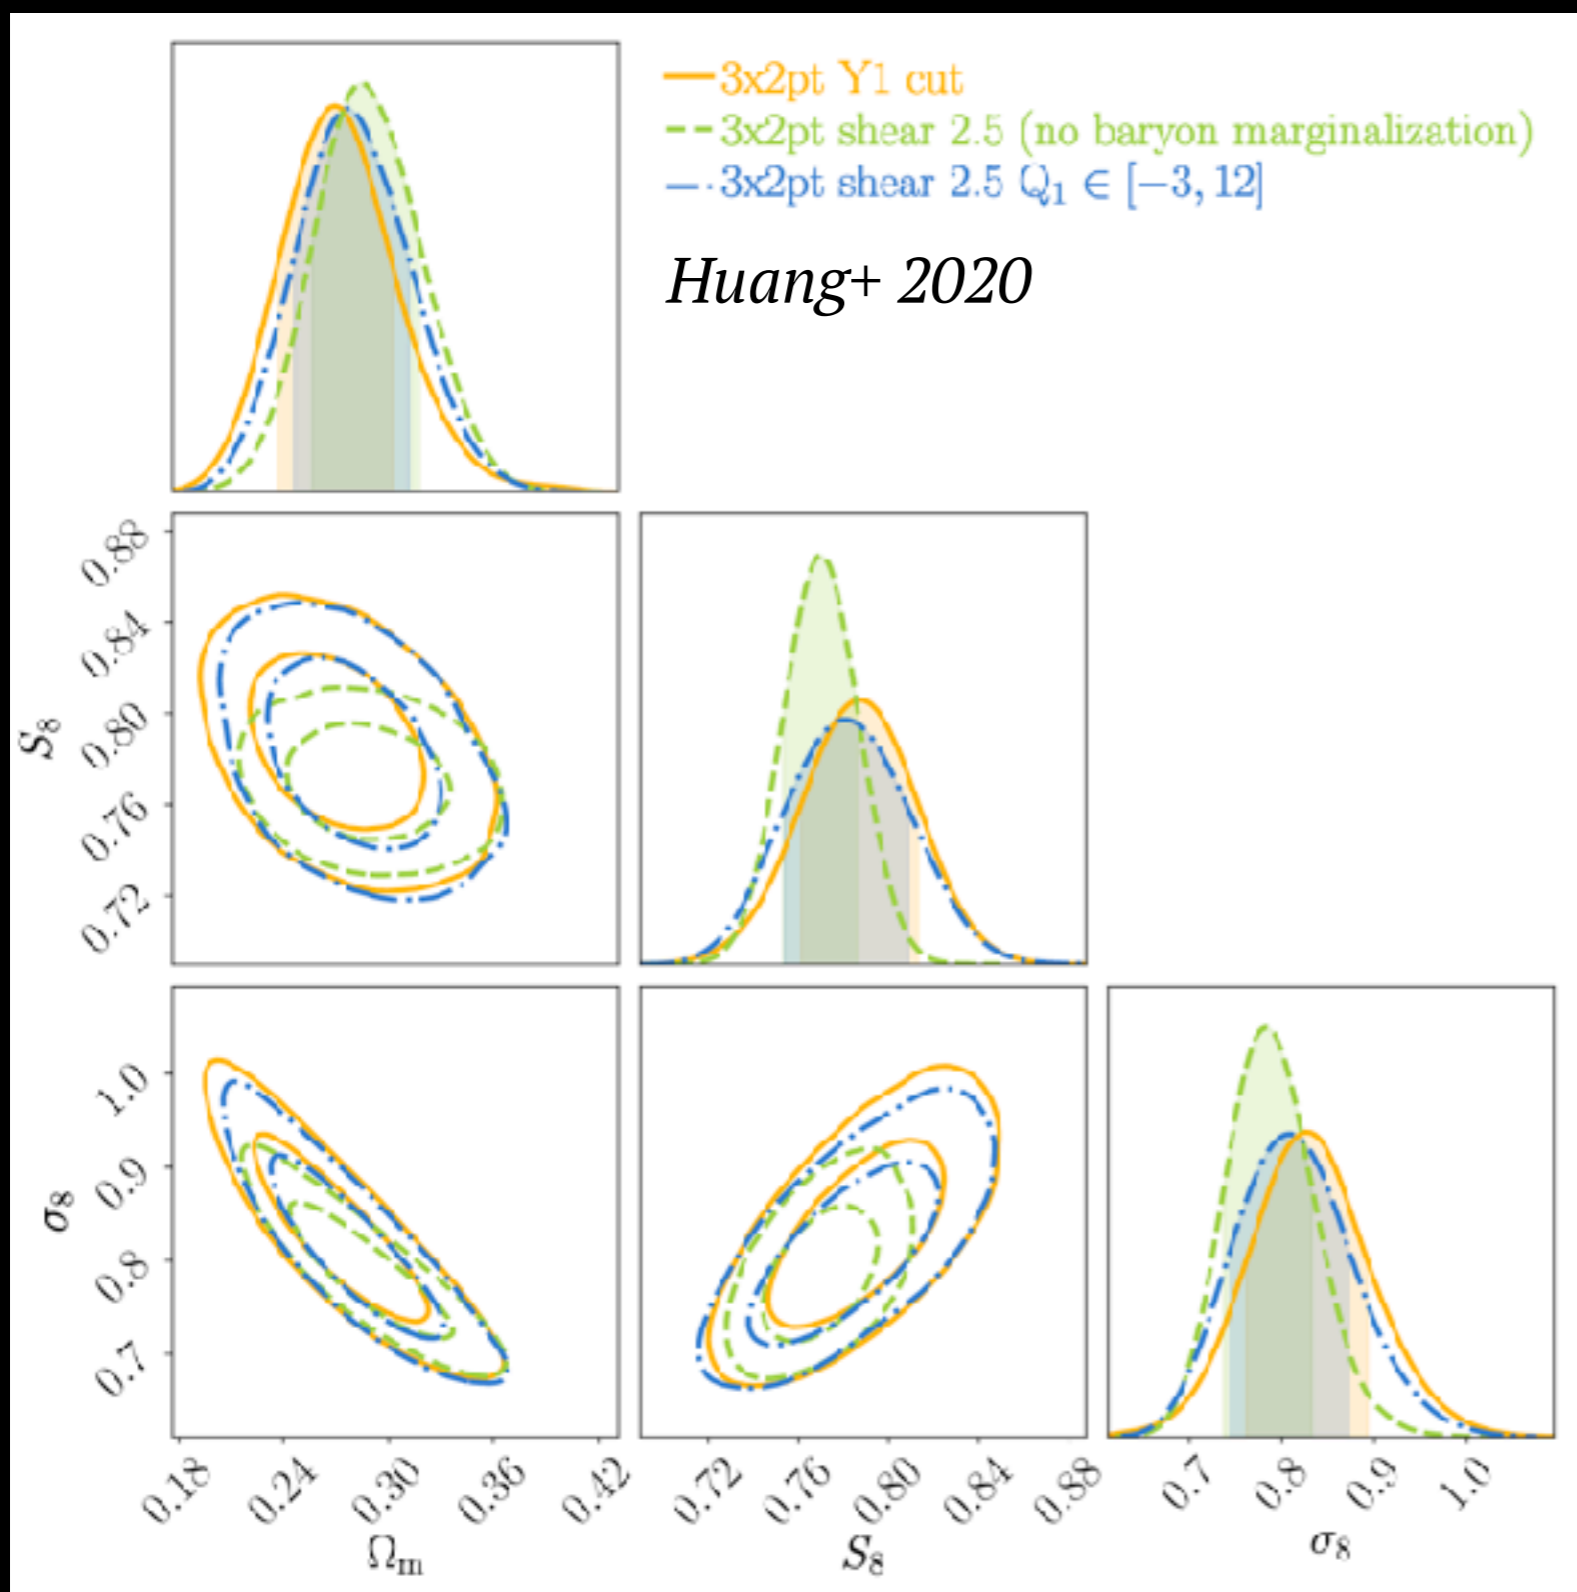 3x2pt Y1 cut
3x2pt shear 2.5 (no baryon marginalization)
3x2pt shear 2.5 Q₁ ∈ [−3, 12]
Huang+ 2020
0.88
0.84
0.80
0.76
0.72
S₈
1.0
0.9
0.8
0.7
σ₈
0.18 0.24 0.30 0.36 0.42
Ωₘ
0.72 0.76 0.80 0.84 0.88
S₈
0.7 0.8 0.9 1.0
σ₈